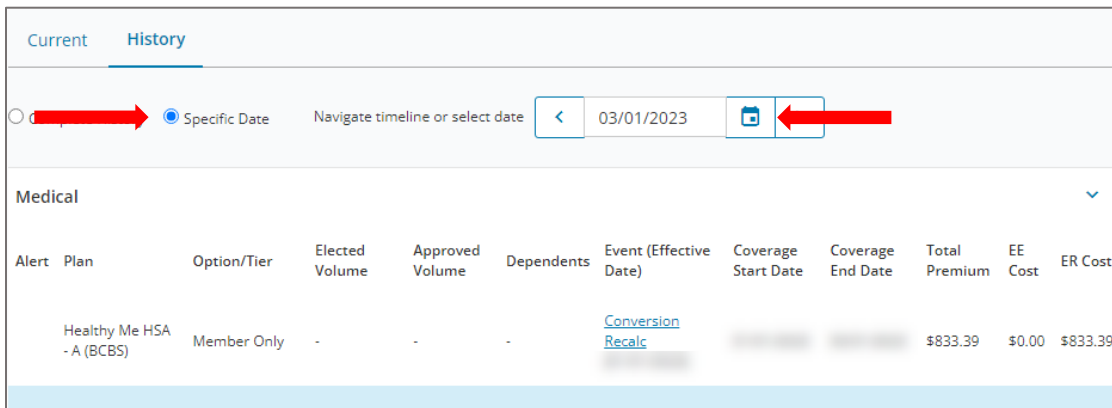 Current History
Specific Date Navigate timeline or select date < 03/01/2023
Medical
Alert Plan Option/Tier Elected Volume Approved Volume Dependents Event (Effective Date) Coverage Start Date Coverage End Date Total Premium EE Cost ER Cost
Healthy Me HSA - A (BCBS) Member Only - - - Conversion Recalc $833.39 $0.00 $833.39